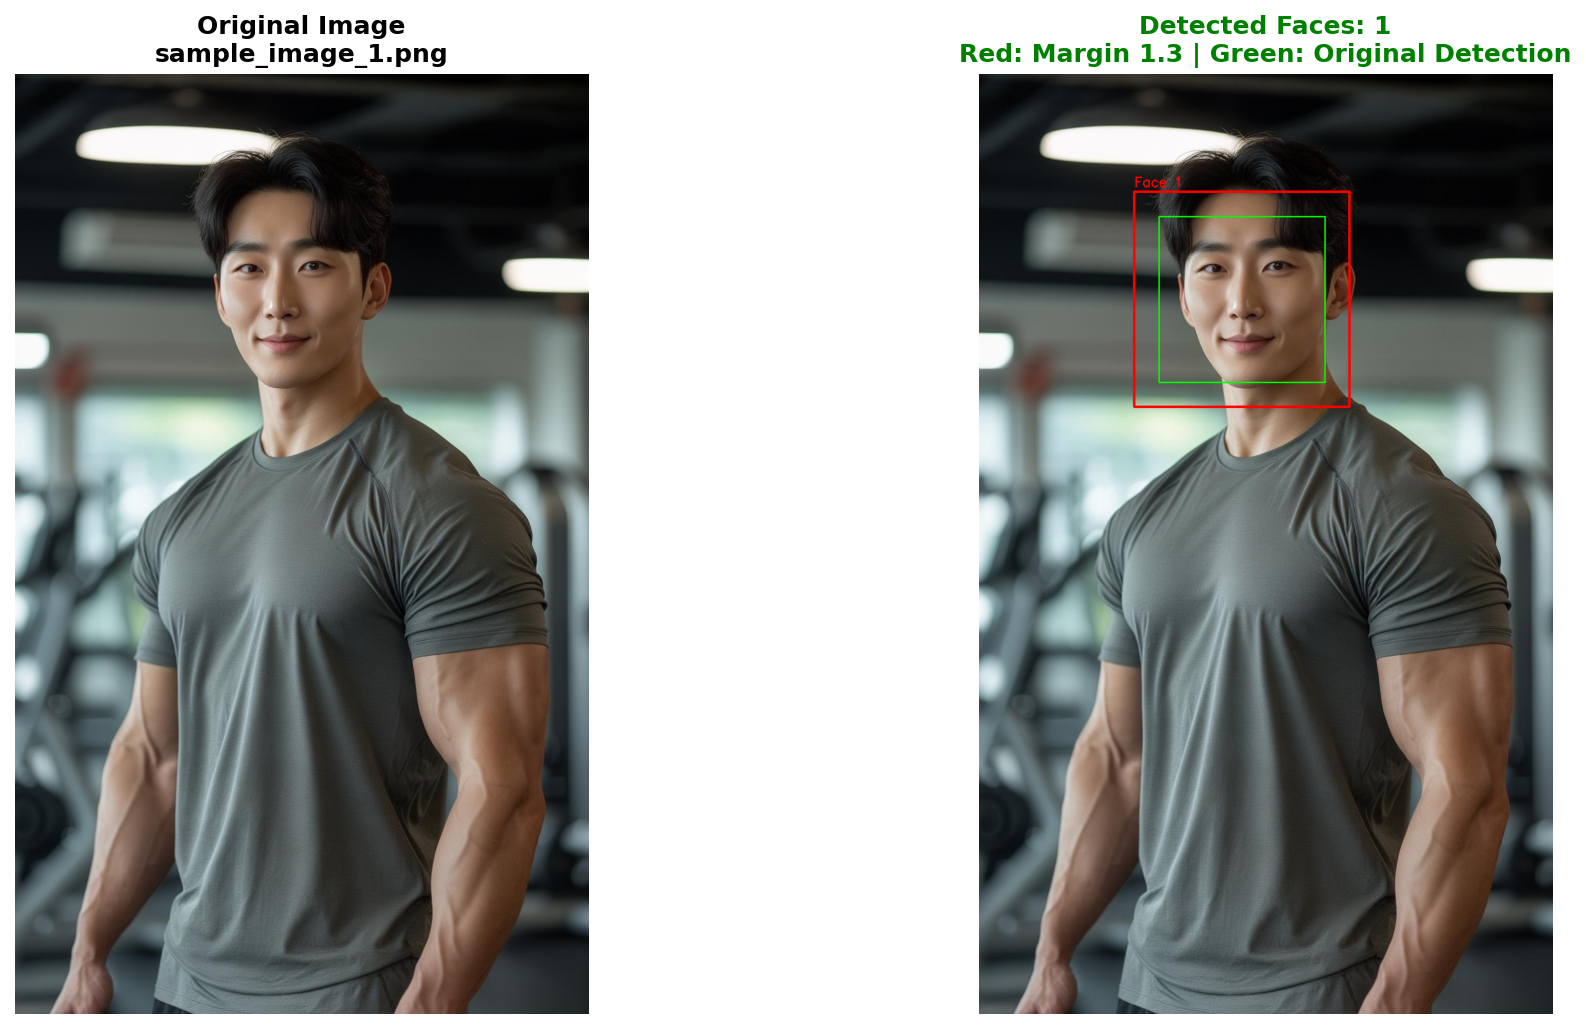 Original Image
sample_image_1.png
Detected Faces: 1
Red: Margin 1.3 | Green: Original Detection
Face 1